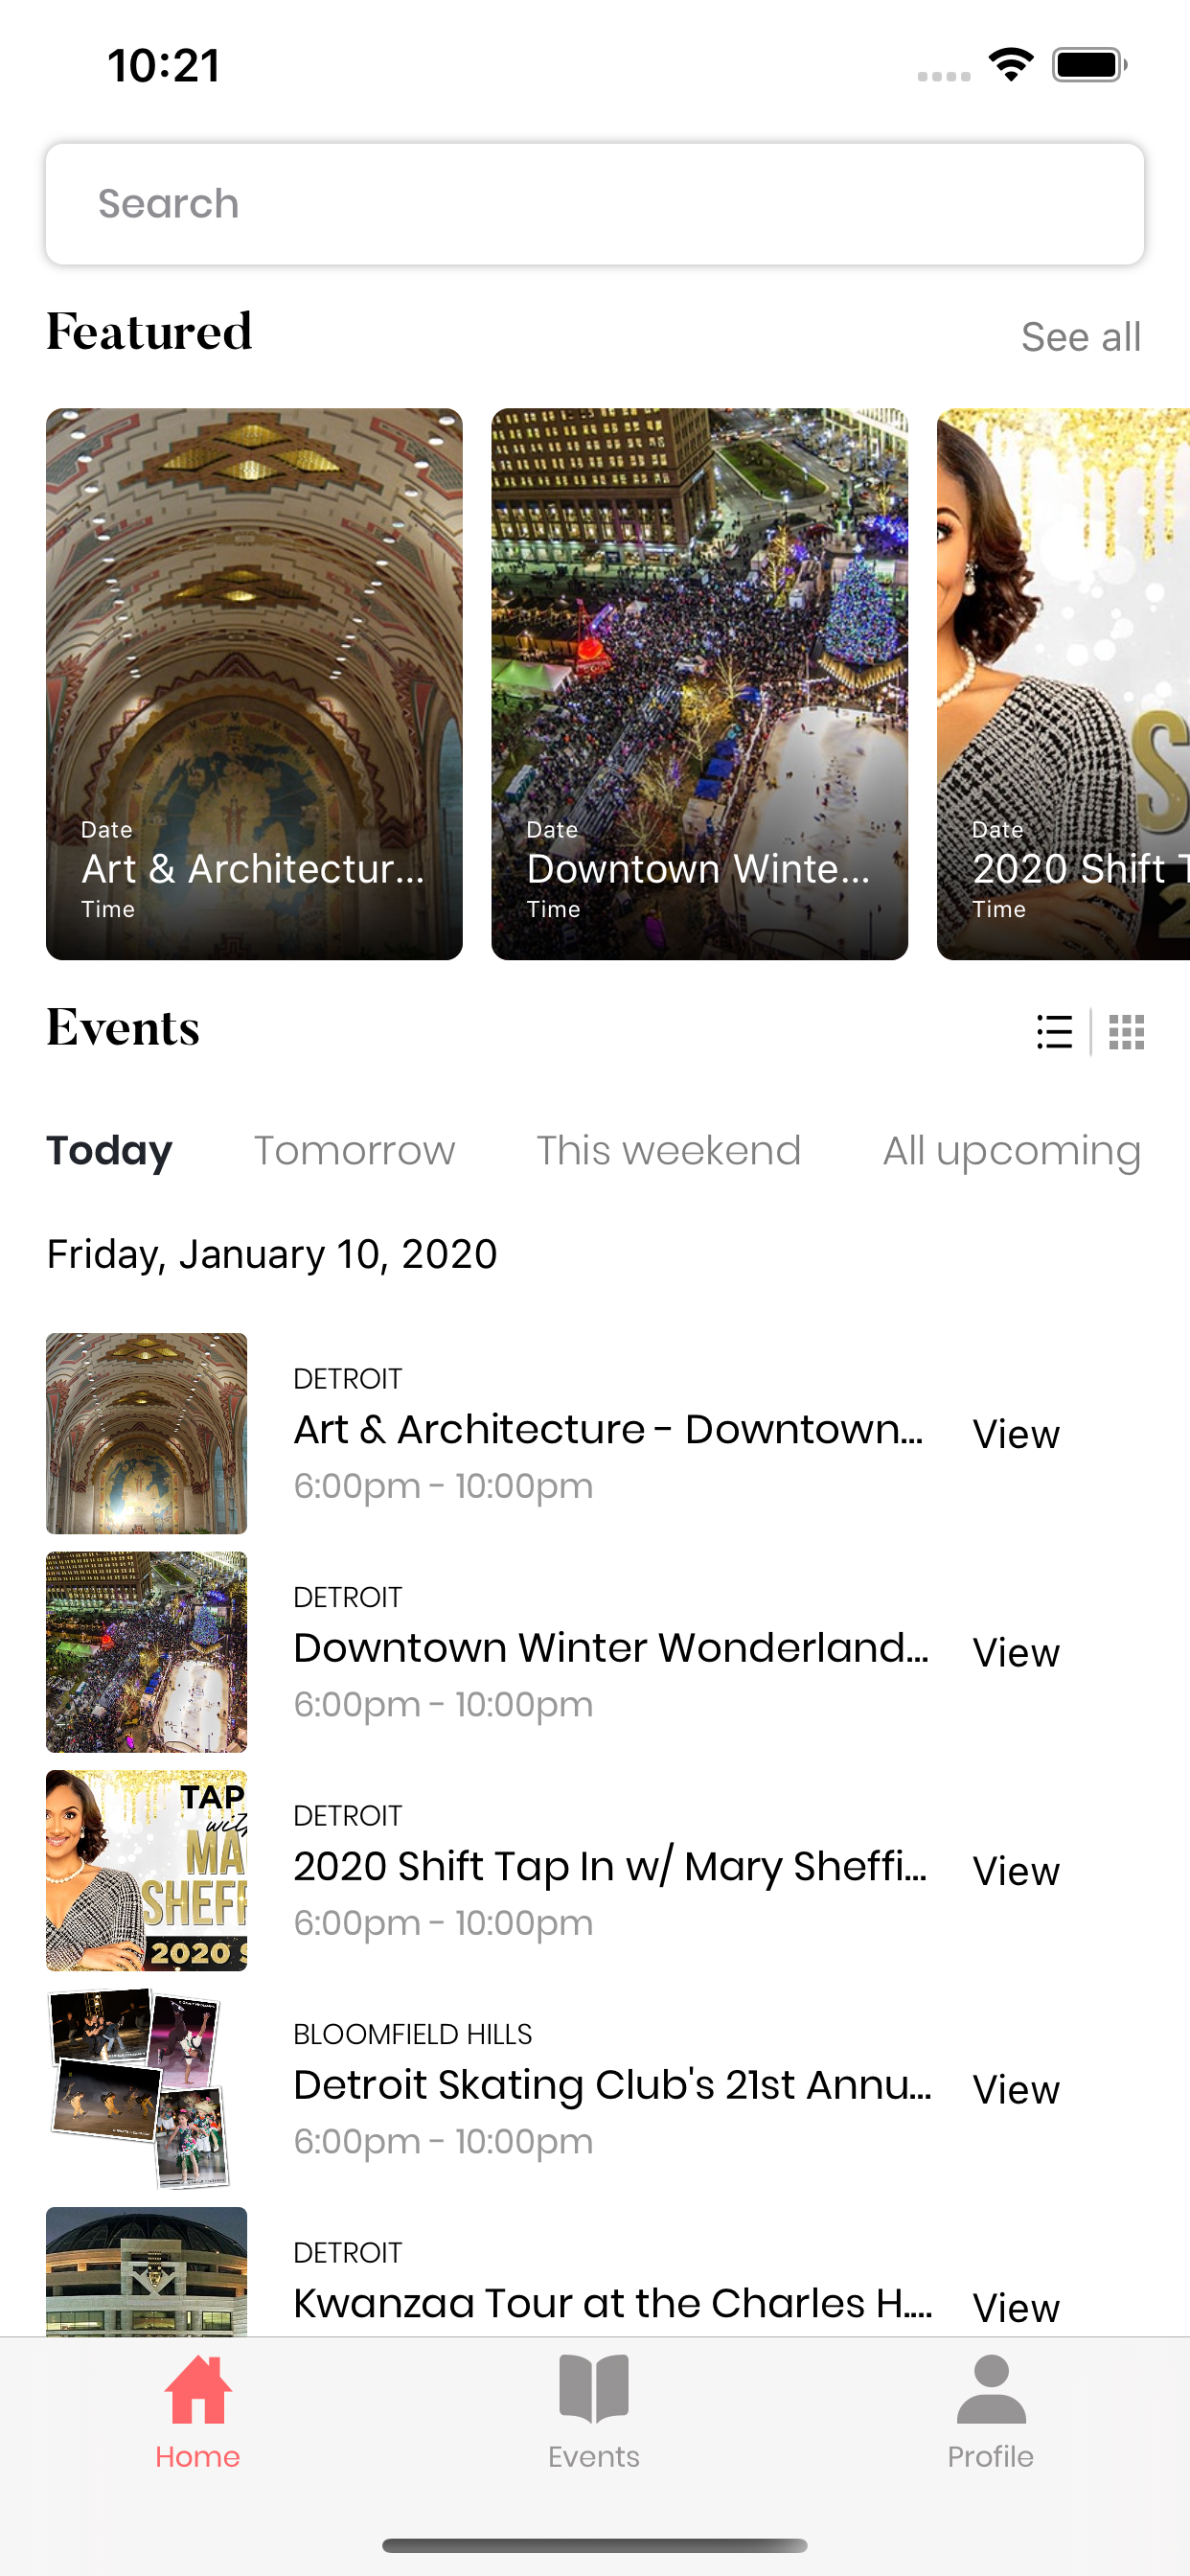 10:21
Search
Featured
See all
Date
Art & Architectur...
Time
Date
Downtown Winte...
Time
Date
2020 Shift T
Time
Events
Today
Tomorrow
This weekend
All upcoming
Friday, January 10, 2020
DETROIT
Art & Architecture - Downtown...
6:00pm - 10:00pm
View
DETROIT
Downtown Winter Wonderland...
6:00pm - 10:00pm
View
TAP
with
MA
SHEFF
2020 S
DETROIT
2020 Shift Tap In w/ Mary Sheffi...
6:00pm - 10:00pm
View
BLOOMFIELD HILLS
Detroit Skating Club's 21st Annu...
6:00pm - 10:00pm
View
DETROIT
Kwanzaa Tour at the Charles H....
View
Home
Events
Profile